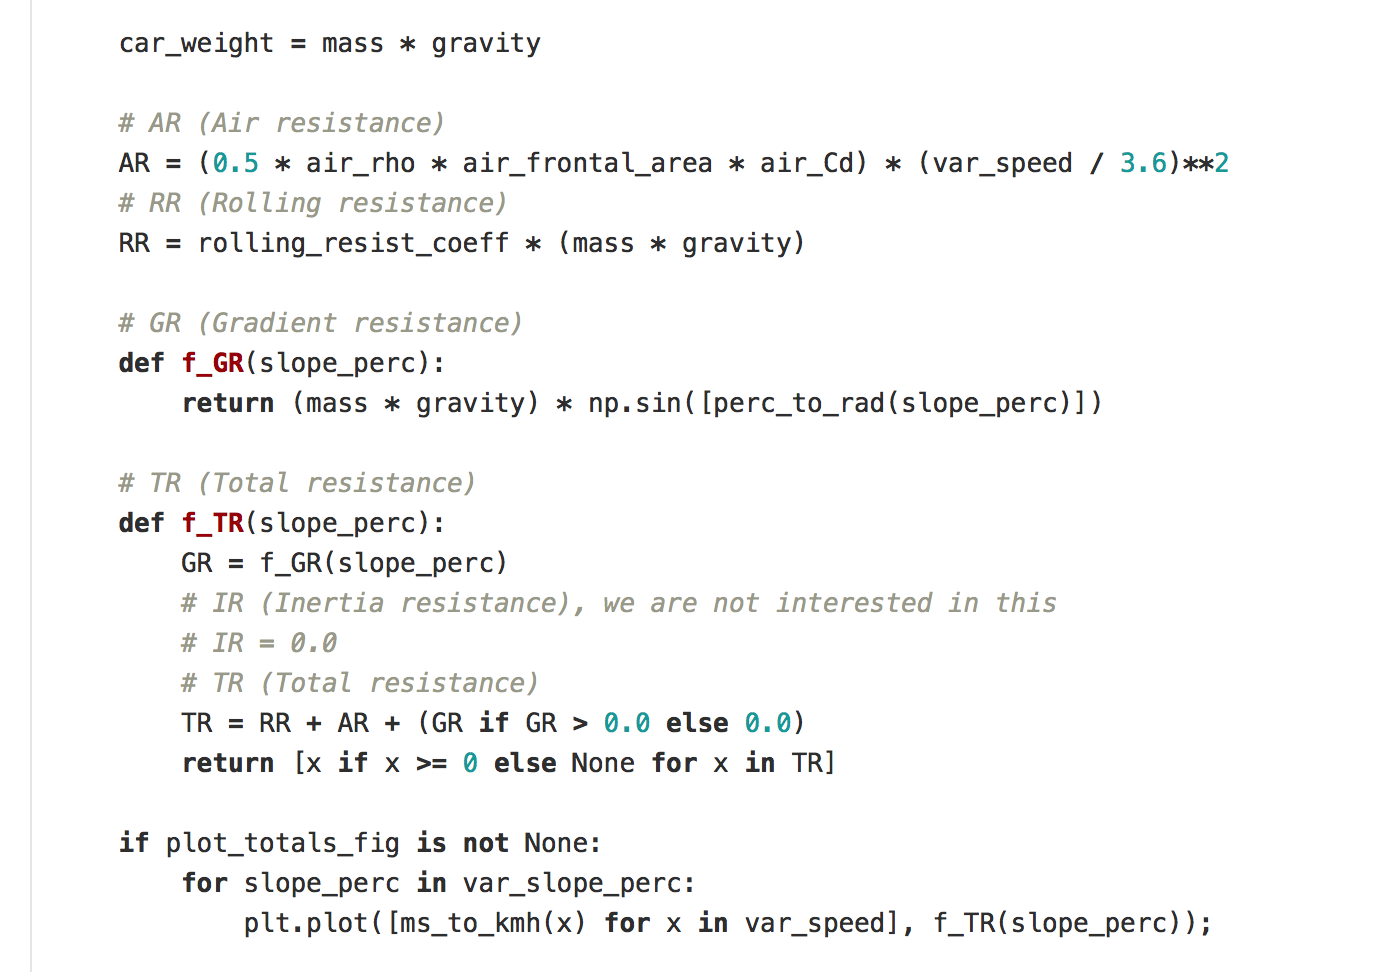 car_weight = mass * gravity
# AR (Air resistance)
AR = (0.5 * air_rho * air_frontal_area * air_Cd) * (var_speed / 3.6)**2
# RR (Rolling resistance)
RR = rolling_resist_coeff * (mass * gravity)
# GR (Gradient resistance)
def f_GR(slope_perc):
    return (mass * gravity) * np.sin([perc_to_rad(slope_perc)])
# TR (Total resistance)
def f_TR(slope_perc):
    GR = f_GR(slope_perc)
    # IR (Inertia resistance), we are not interested in this
    # IR = 0.0
    # TR (Total resistance)
    TR = RR + AR + (GR if GR > 0.0 else 0.0)
    return [x if x >= 0 else None for x in TR]
if plot_totals_fig is not None:
    for slope_perc in var_slope_perc:
        plt.plot([ms_to_kmh(x) for x in var_speed], f_TR(slope_perc));